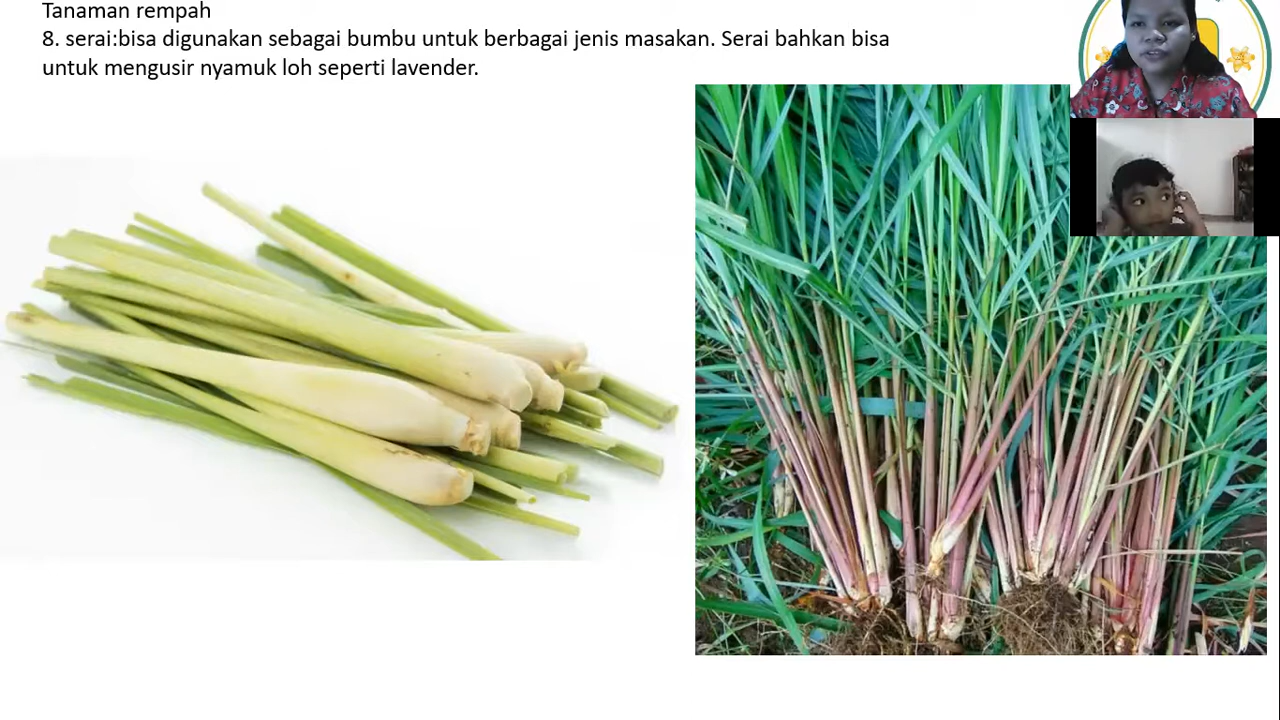 Tanaman rempah
8. serai:bisa digunakan sebagai bumbu untuk berbagai jenis masakan. Serai bahkan bisa
untuk mengusir nyamuk loh seperti lavender.